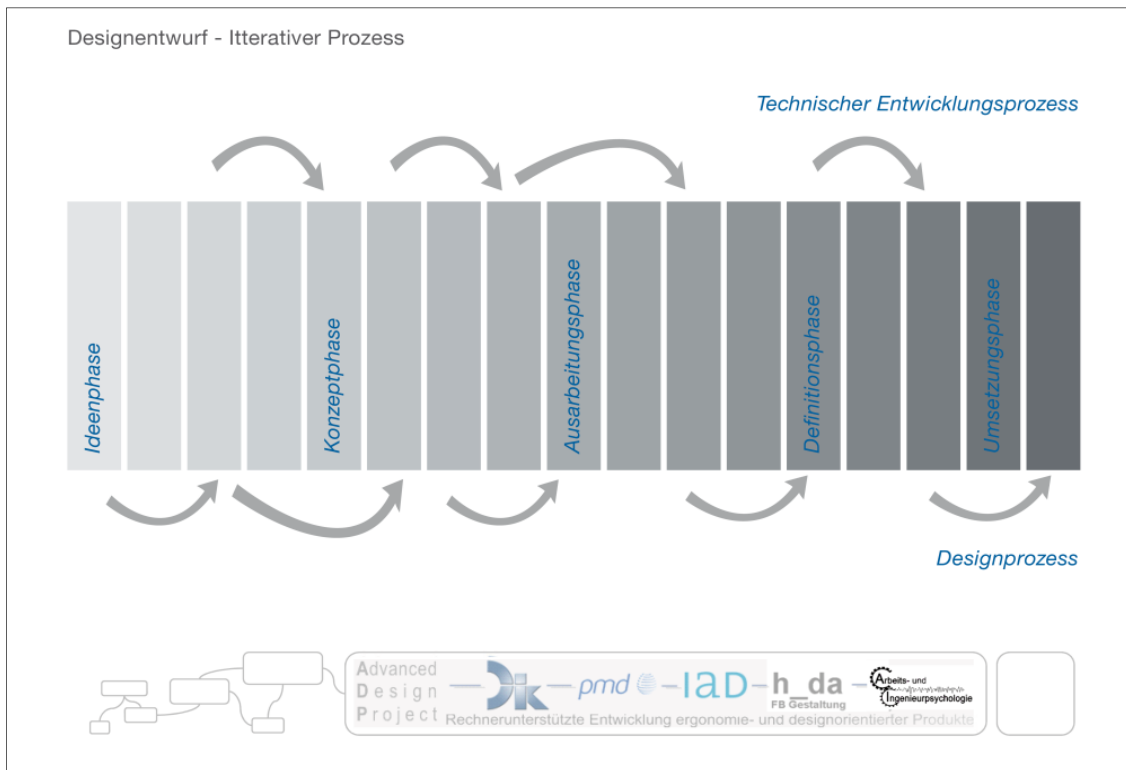 Designentwurf - Itterativer Prozess
Technischer Entwicklungsprozess
Ideenphase
Konzeptphase
Ausarbeitungsphase
Definitionsphase
Umsetzungsphase
Designprozess
Advanced
Design
Project
Dik
pmd
IAD
h_da
FB Gestaltung
Arbeits- und
Ingenieurpsychologie
Rechnerunterstützte Entwicklung ergonomie- und designorientierter Produkte